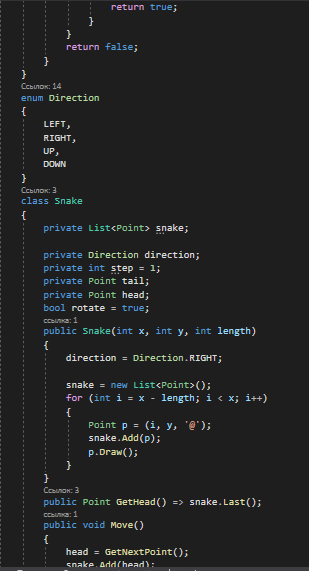 return true;
}
}
return false;
}
}
Ссылок: 14
enum Direction
{
LEFT,
RIGHT,
UP,
DOWN
}
Ссылок: 3
class Snake
{
private List<Point> snake;
private Direction direction;
private int step = 1;
private Point tail;
private Point head;
bool rotate = true;
ссылка: 1
public Snake(int x, int y, int length)
{
direction = Direction.RIGHT;
snake = new List<Point>();
for (int i = x - length; i < x; i++)
{
Point p = (i, y, '@');
snake.Add(p);
p.Draw();
}
}
Ссылок: 3
public Point GetHead() => snake.Last();
ссылка: 1
public void Move()
{
head = GetNextPoint();
snake.Add(head);